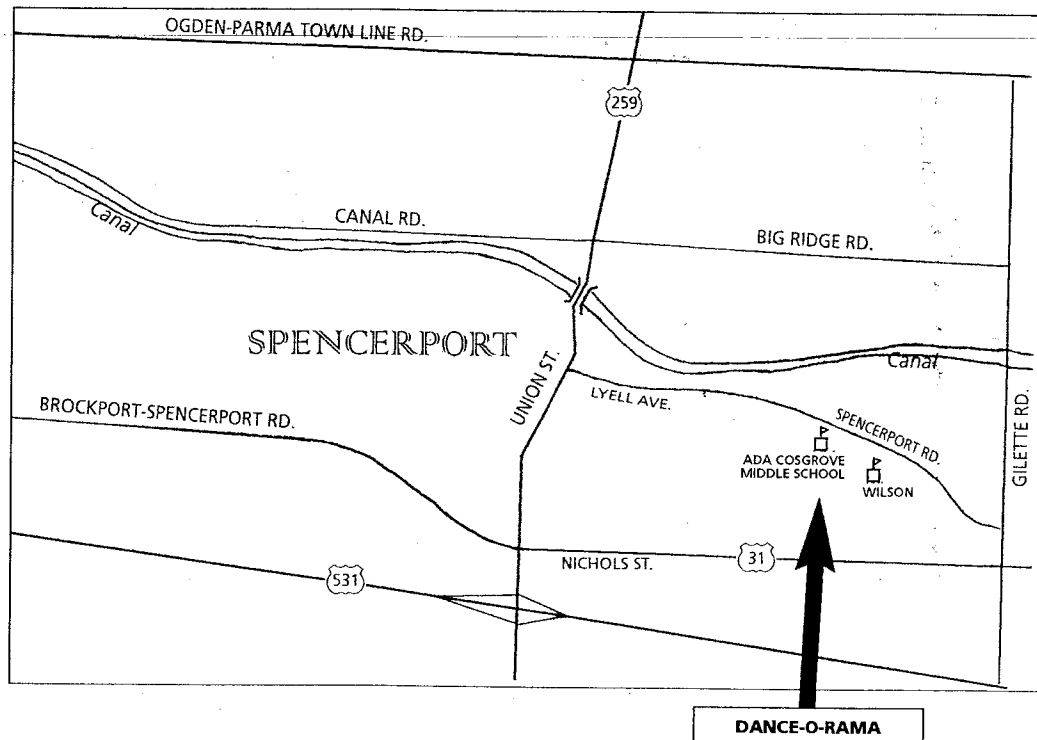 OGDEN-PARMA TOWN LINE RD.
259
Canal
CANAL RD.
BIG RIDGE RD.
SPENCERPORT
UNION ST.
LYELL AVE.
Canal
BROCKPORT-SPENCERPORT RD.
SPENCERPORT RD.
GILETTE RD.
ADA COSGROVE
MIDDLE SCHOOL
WILSON
NICHOLS ST.
31
531
DANCE-O-RAMA